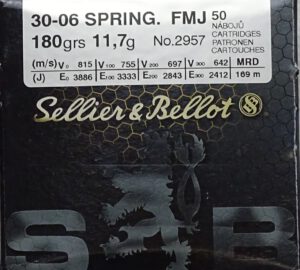 30-06 SPRING. FMJ 50
180grs 11,7g No.2957
NÁBOJŮ
CARTRIDGES
PATRONEN
CARTOUCHES
(m/s) V0 815 V100 755 V200 697 V300 642 MRD
(J) E0 3886 E100 3333 E200 2843 E300 2412 169 m
Sellier & Bellot SB
S B